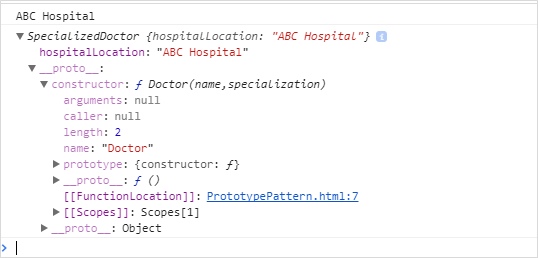 ABC Hospital
▼ SpecializedDoctor {hospitalLocation: "ABC Hospital"} i
hospitalLocation: "ABC Hospital"
▼ __proto__:
▼ constructor: ƒ Doctor(name,specialization)
arguments: null
caller: null
length: 2
name: "Doctor"
▶ prototype: {constructor: ƒ}
▶ __proto__: ƒ ()
[[FunctionLocation]]: PrototypePattern.html:7
▶ [[Scopes]]: Scopes[1]
▶ __proto__: Object
>